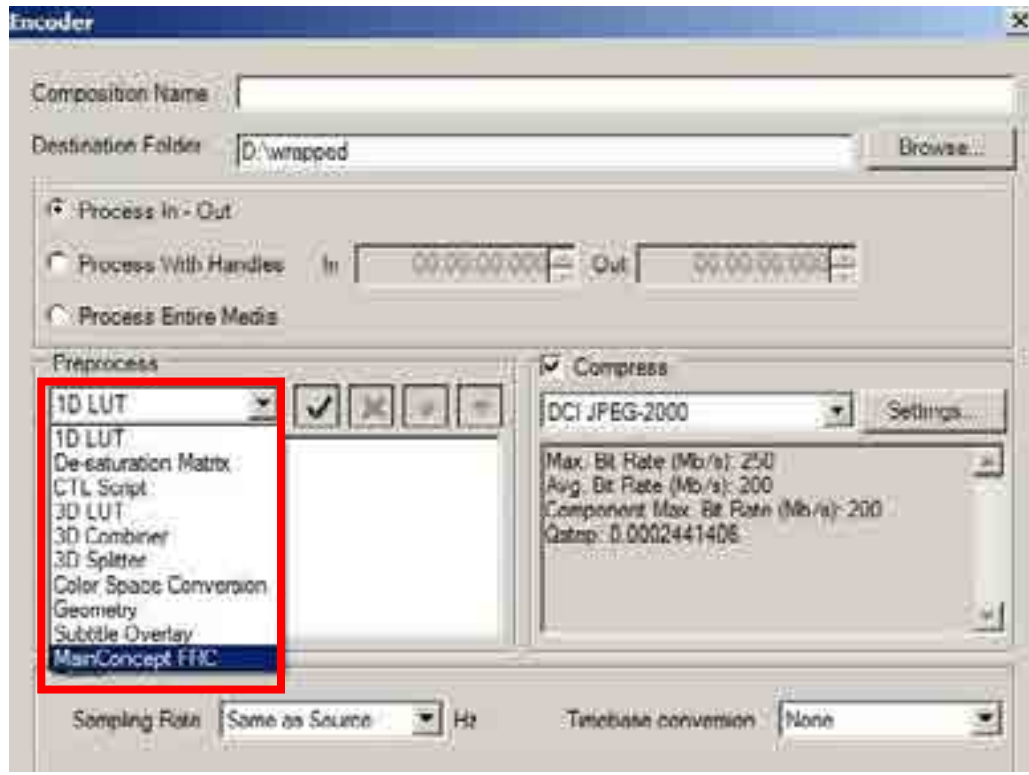 Encoder
Composition Name
Destination Folder D:\wrapped Browse...
Process In - Out
Process With Handles In 00:00:00.000 Out 00:00:00.000
Process Entire Media
Preprocess
Compress
1D LUT
DCI JPEG-2000 Settings...
1D LUT
De-saturation Matrix
CTL Script
3D LUT
3D Combiner
3D Splitter
Color Space Conversion
Geometry
Subtitle Overlay
MainConcept FRC
Max. Bit Rate (Mb/s): 250
Avg. Bit Rate (Mb/s): 200
Component Max. Bit Rate (Mb/s): 200
Qstep: 0.0002441406
Sampling Rate Same as Source Hz Timebase conversion None